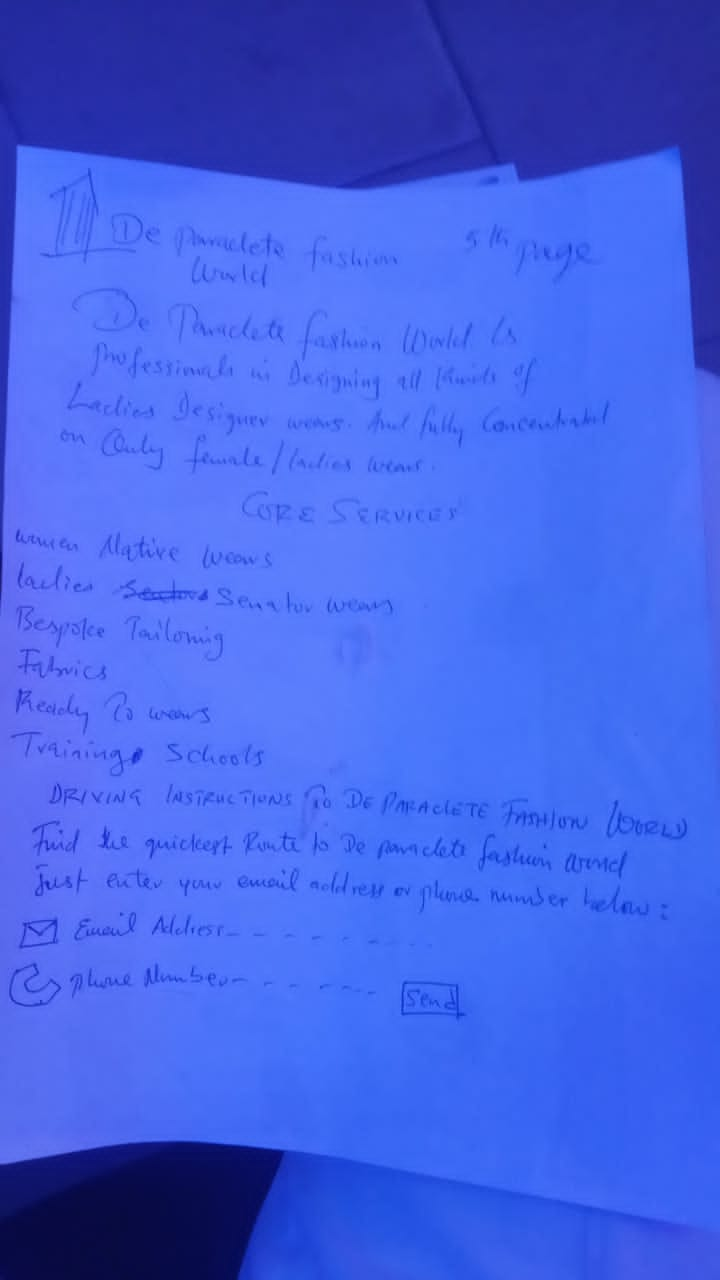 De Paraclete fashion World
5th page
De Paraclete fashion World Is
professionals in Designing all Kinds of
Ladies Designer wears. And fully Concentrated
on Only female/ladies wears.
CORE SERVICES
women Native wears
ladies Senator wears
Bespoke Tailoring
Fabrics
Ready To wears
Training Schools
DRIVING INSTRUCTIONS To DE PARACLETE FASHION WORLD
Find the quickest Route to De paraclete fashion world
Just enter your email address or phone number below:
Email Address
Phone Number
Send